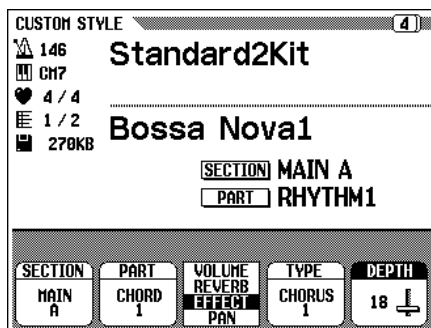 CUSTOM STYLE
4
146
Standard2Kit
CM7
4 / 4
1 / 2
270KB
Bossa Nova1
SECTION MAIN A
PART RHYTHM1
SECTION
MAIN
A
PART
CHORD
1
VOLUME
REVERB
EFFECT
PAN
TYPE
CHORUS
1
DEPTH
18